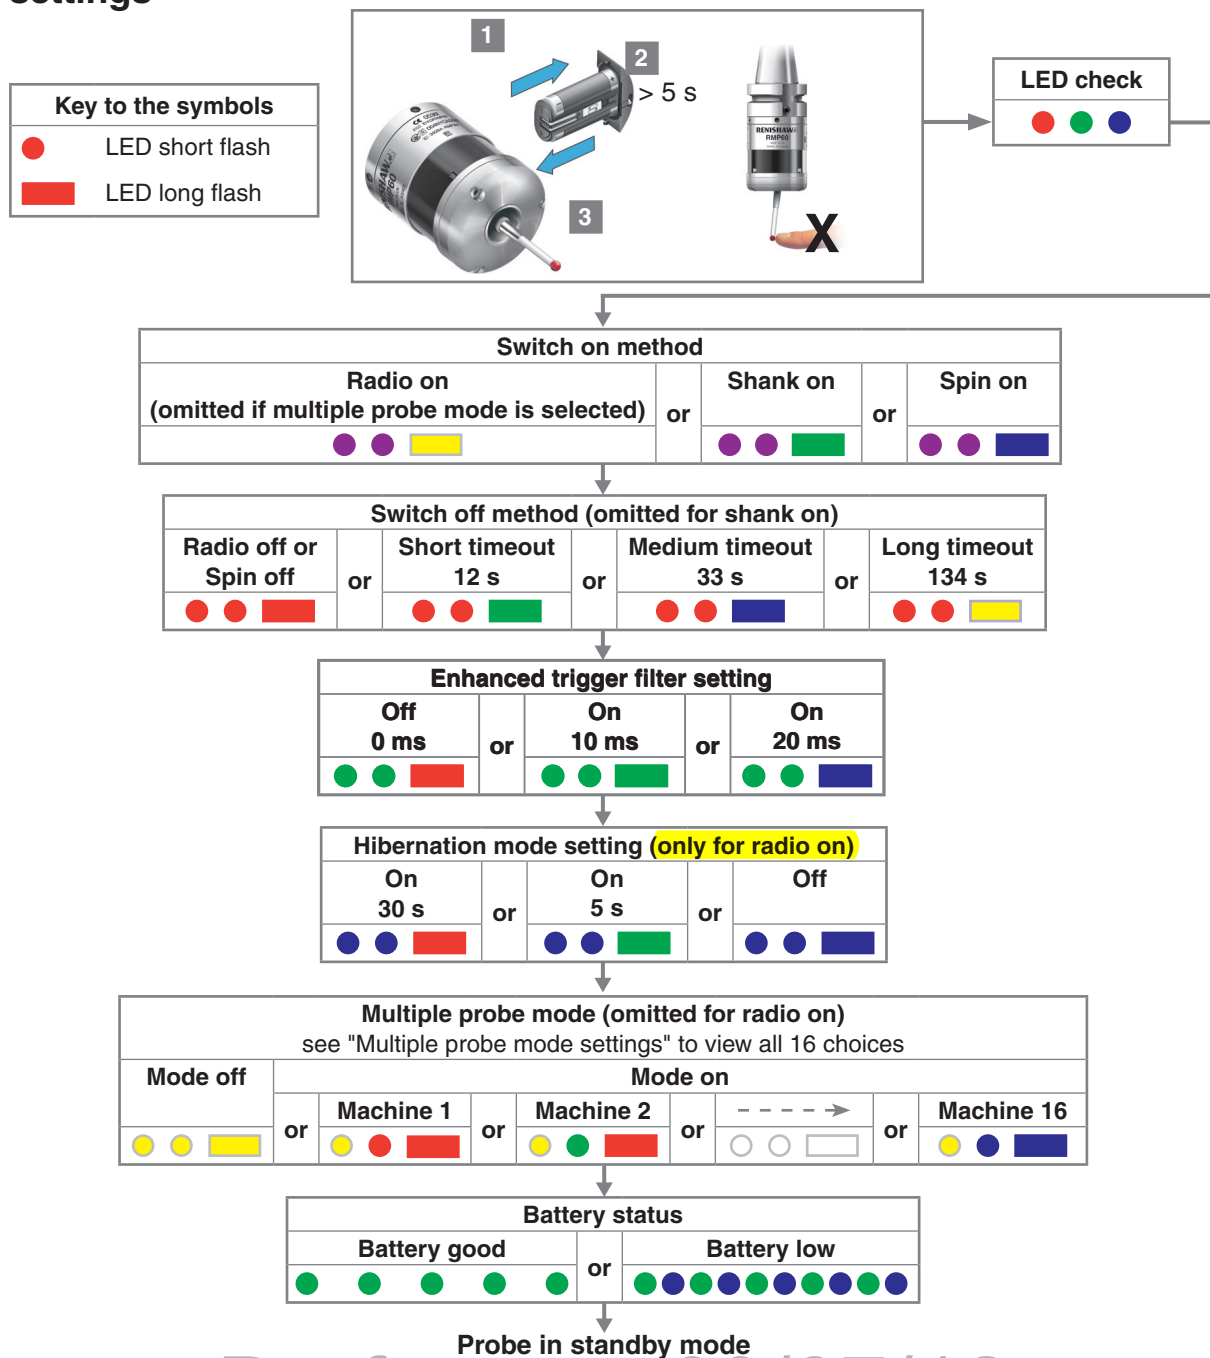 settings
Key to the symbols
LED short flash
LED long flash
1
2
> 5 s
3
RENISHAW
RMP60
X
LED check
Switch on method
Radio on
(omitted if multiple probe mode is selected)
or
Shank on
or
Spin on
Switch off method (omitted for shank on)
Radio off or
Spin off
or
Short timeout
12 s
or
Medium timeout
33 s
or
Long timeout
134 s
Enhanced trigger filter setting
Off
0 ms
or
On
10 ms
or
On
20 ms
Hibernation mode setting (only for radio on)
On
30 s
or
On
5 s
or
Off
Multiple probe mode (omitted for radio on)
see "Multiple probe mode settings" to view all 16 choices
Mode off
or
Mode on
Machine 1
or
Machine 2
or
or
Machine 16
Battery status
Battery good
or
Battery low
Probe in standby mode